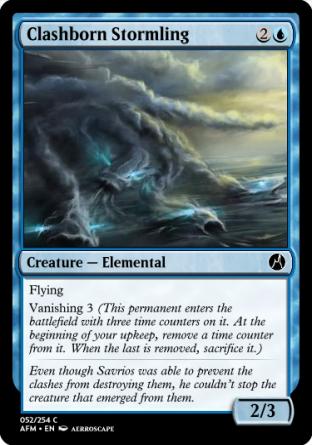 Clashborn Stormling 2
Creature — Elemental
Flying
Vanishing 3 (This permanent enters the
battlefield with three time counters on it. At the
beginning of your upkeep, remove a time counter
from it. When the last is removed, sacrifice it.)
Even though Savrios was able to prevent the
clashes from destroying them, he couldn't stop the
creature that emerged from them.
2/3
052/254 C
AFM • EN AEROSCAPE